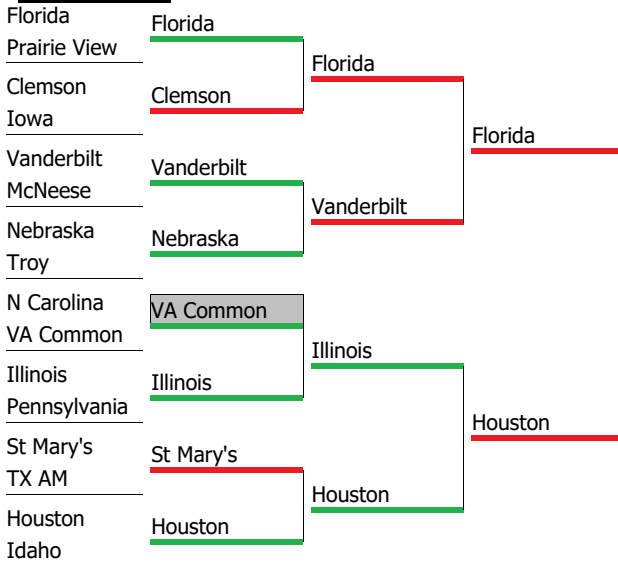 Florida
Prairie View
Clemson
Iowa
Vanderbilt
McNeese
Nebraska
Troy
N Carolina
VA Common
Illinois
Pennsylvania
St Mary's
TX AM
Houston
Idaho
Florida
Clemson
Vanderbilt
Nebraska
VA Common
Illinois
St Mary's
Houston
Florida
Vanderbilt
Illinois
Houston
Florida
Houston